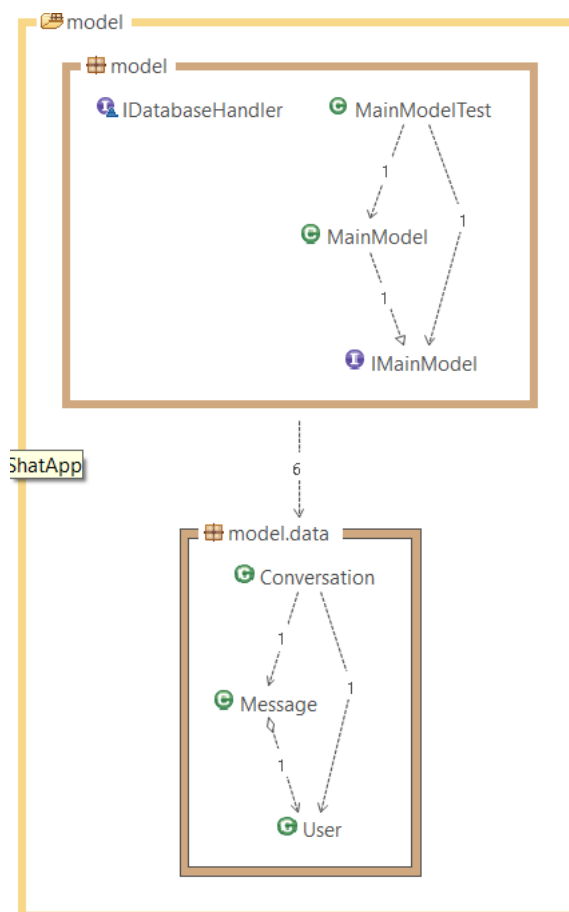 model
model
IDatabaseHandler
MainModelTest
1
1
MainModel
1
IMainModel
6
ShatApp
model.data
Conversation
1
1
Message
1
User